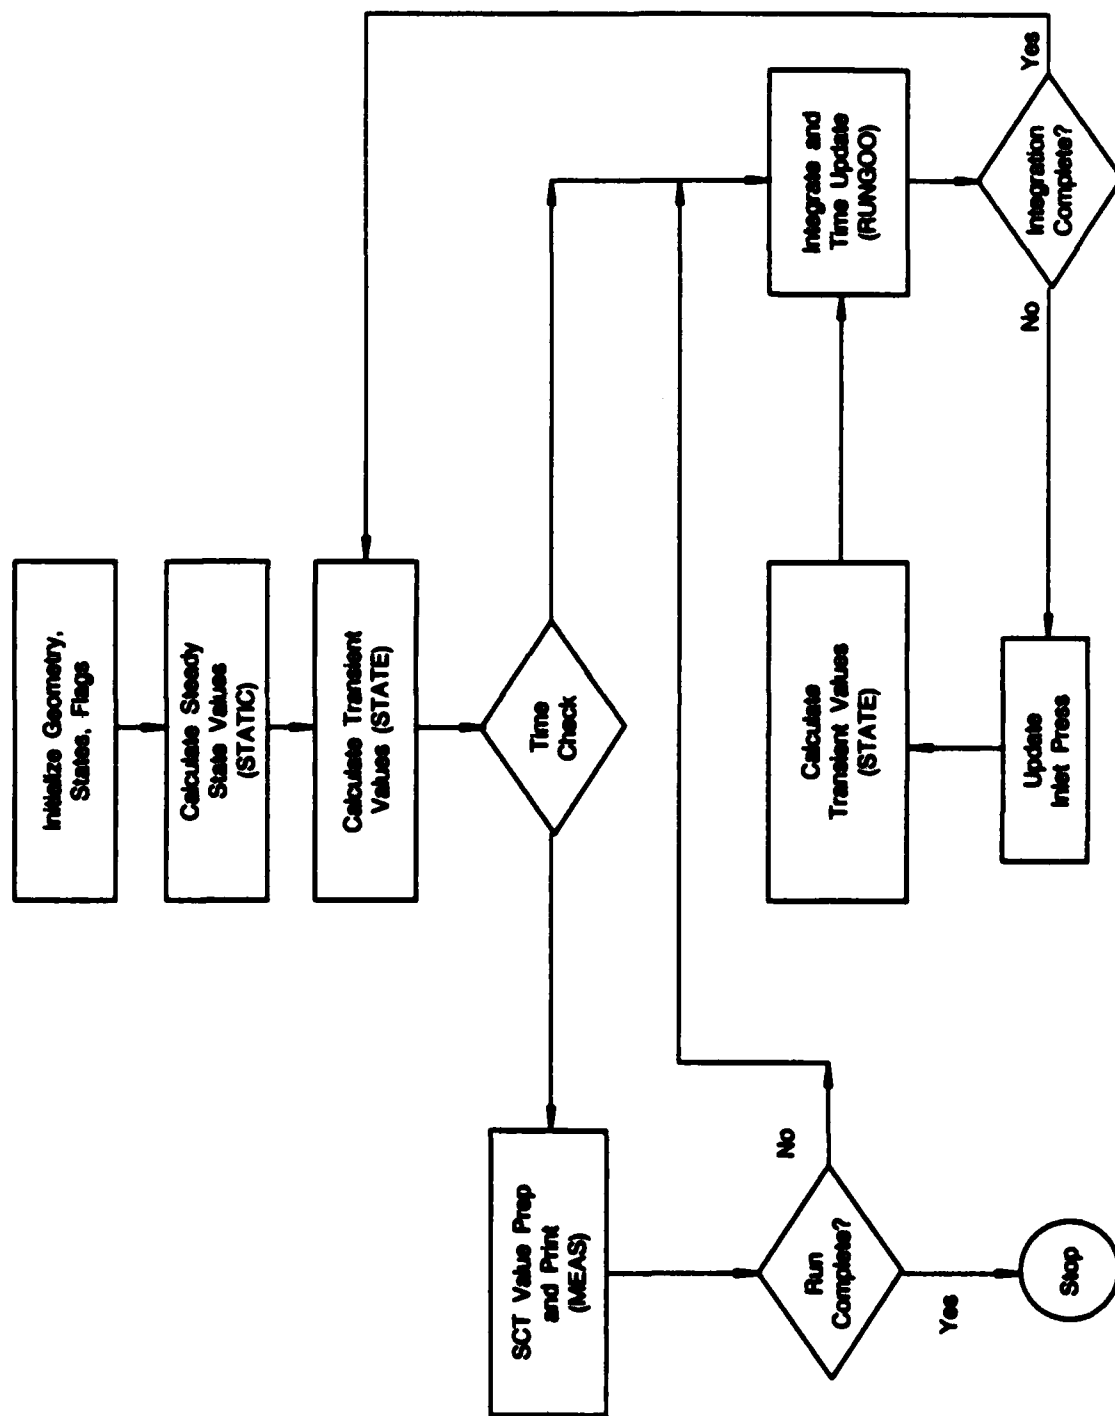 Initialize Geometry,
States, Flags
Calculate Steady
State Values
(STATIC)
Calculate Transient
Values (STATE)
Time
Check
SCT Value Prep
and Print
(MEAS)
Run
Complete?
No
Yes
Stop
Integrate and
Time Update
(RUNGOO)
Integration
Complete?
Yes
No
Update
Inlet Press
Calculate
Transient Values
(STATE)